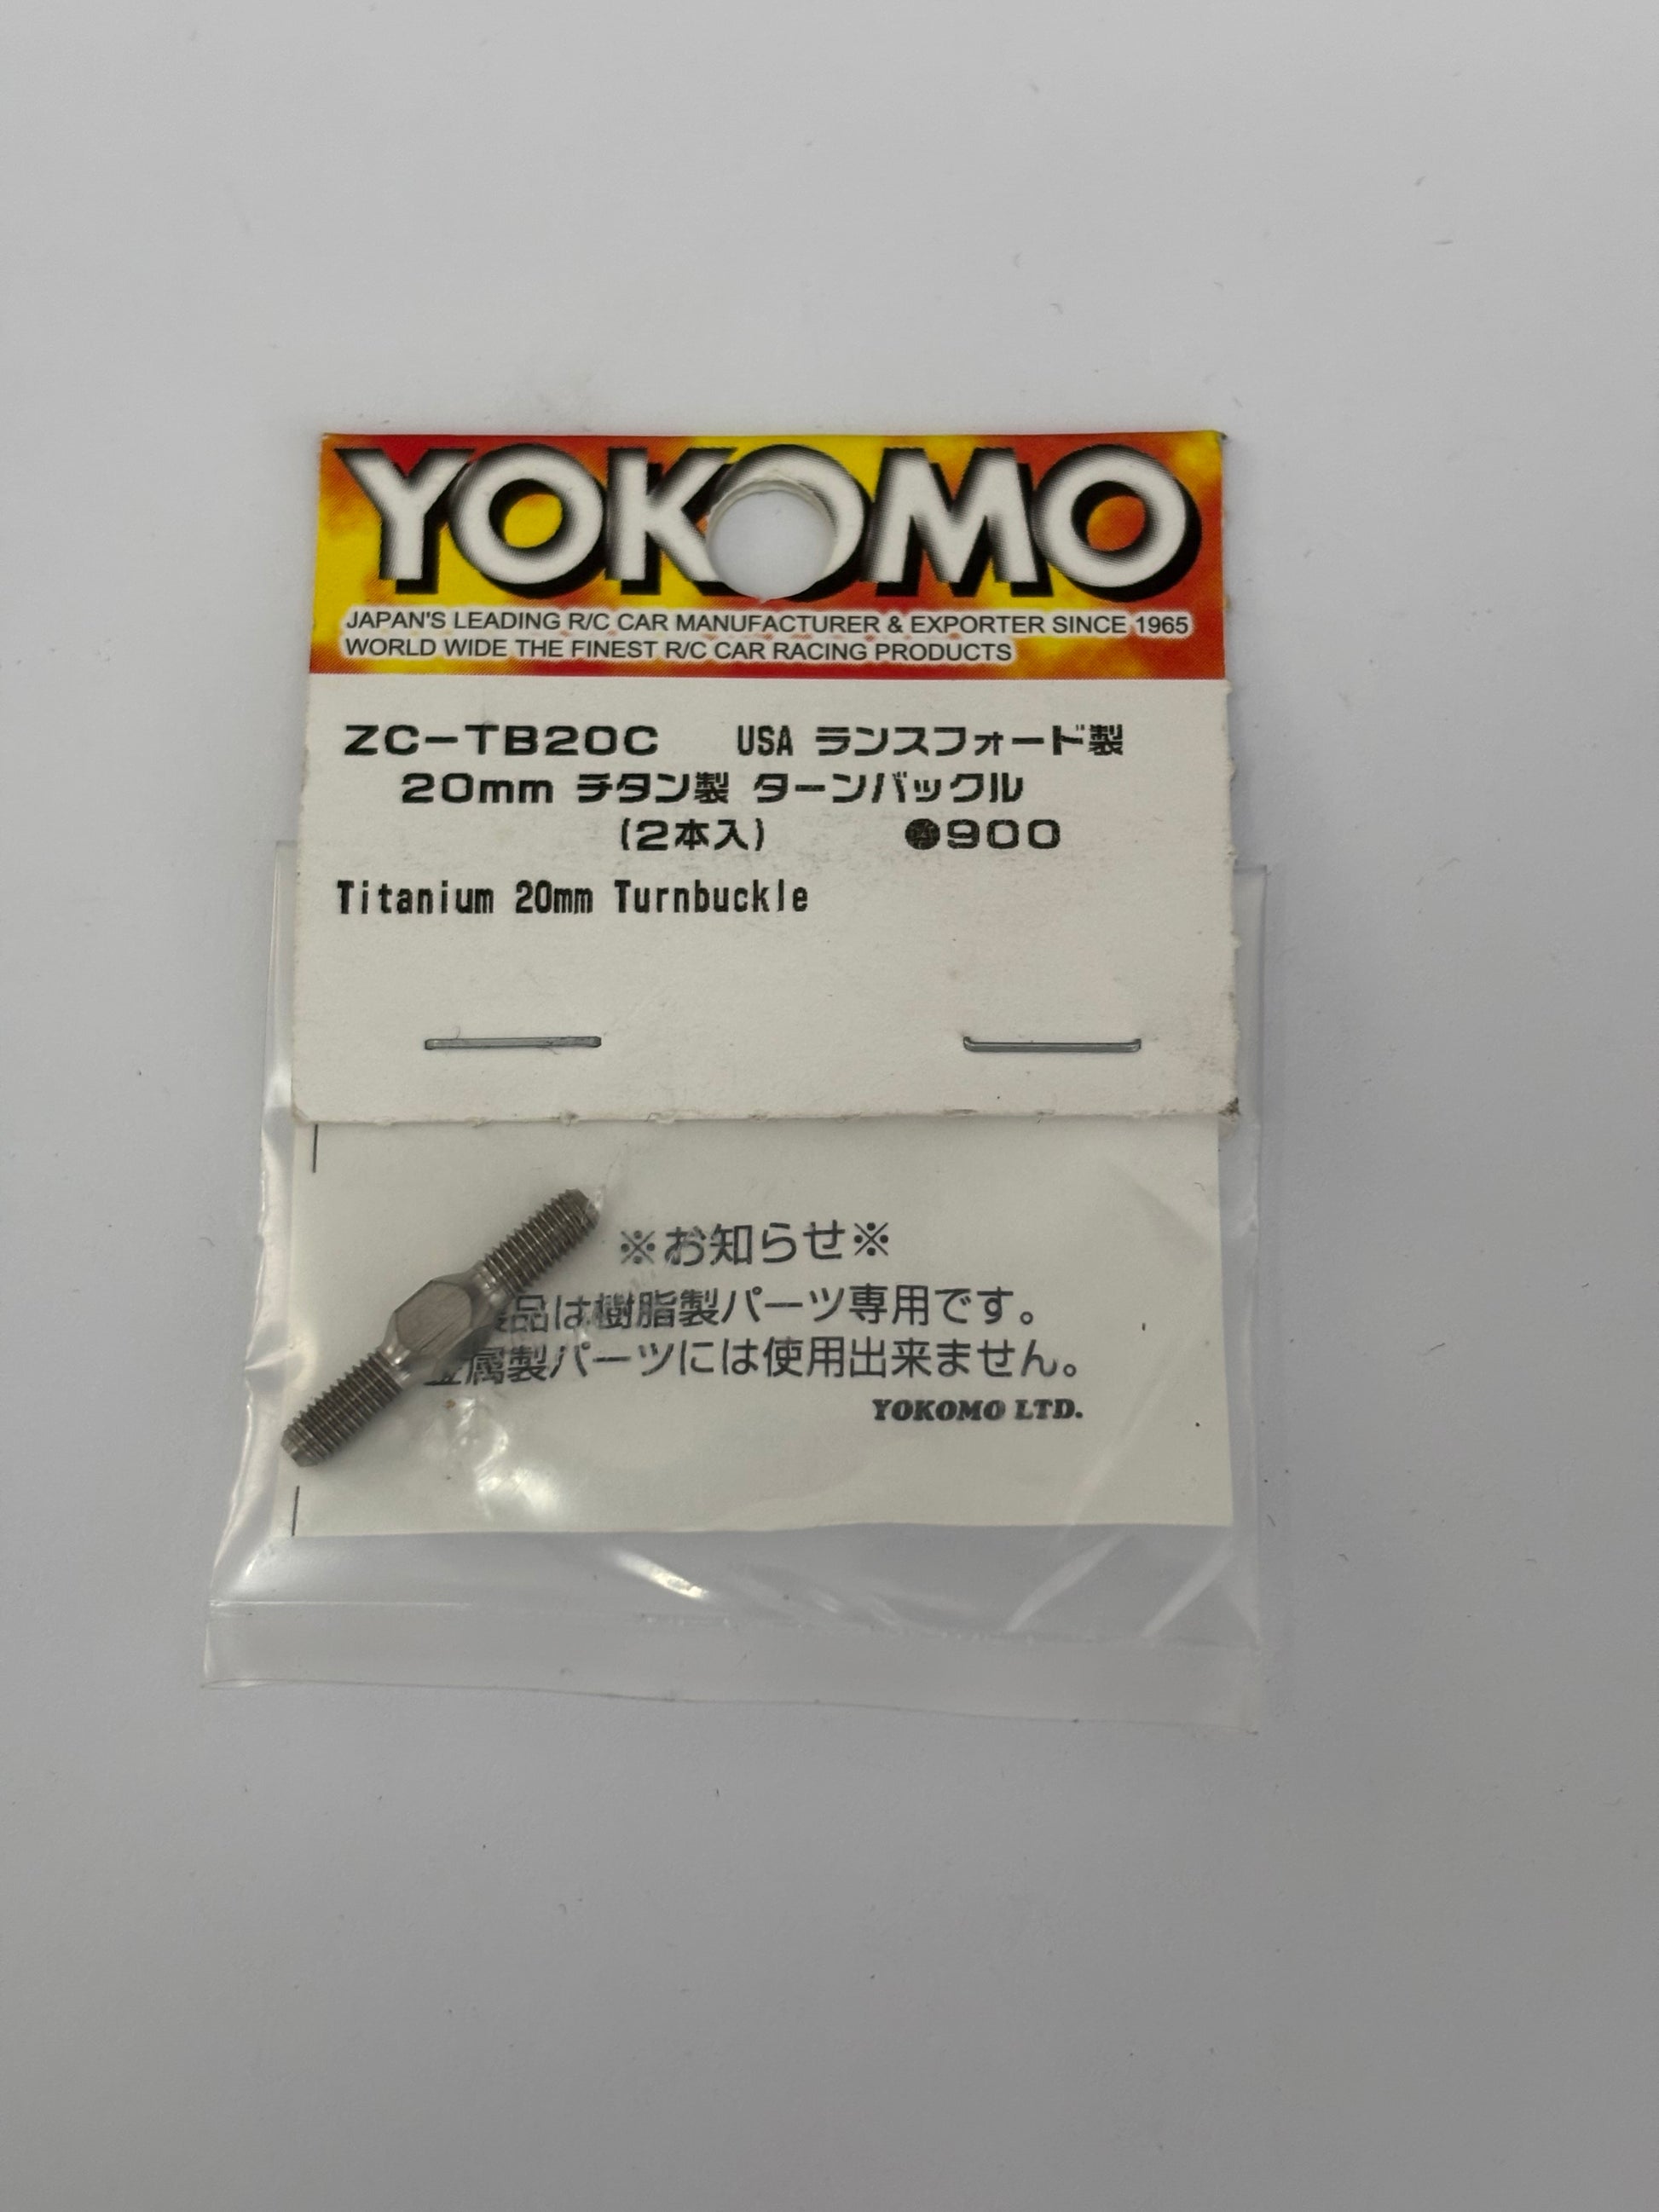 YOKOMO
JAPAN'S LEADING R/C CAR MANUFACTURER & EXPORTER SINCE 1965
WORLD WIDE THE FINEST R/C CAR RACING PRODUCTS
ZC-TB20C USA ランスフォード製
20mm チタン製 ターンバックル
(2本入) 900
Titanium 20mm Turnbuckle
※お知らせ※
品は樹脂製パーツ専用です。
金属製パーツには使用出来ません。
YOKOMO LTD.